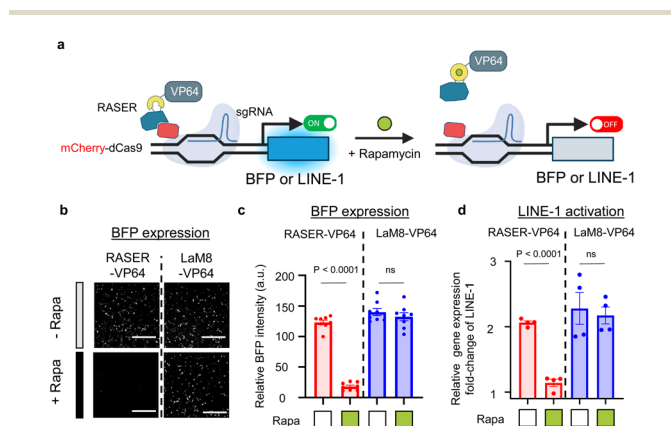 a
VP64
RASER
sgRNA
ON
mCherry-dCas9
BFP or LINE-1
+ Rapamycin
VP64
OFF
BFP or LINE-1
b
BFP expression
RASER
-VP64
LaM8
-VP64
- Rapa
+ Rapa
c
BFP expression
RASER-VP64
LaM8-VP64
P < 0.0001
ns
Relative BFP intensity (a.u.)
200
150
100
50
0
Rapa
d
LINE-1 activation
RASER-VP64
LaM8-VP64
P < 0.0001
ns
Relative gene expression
fold-change of LINE-1
3
2
1
Rapa